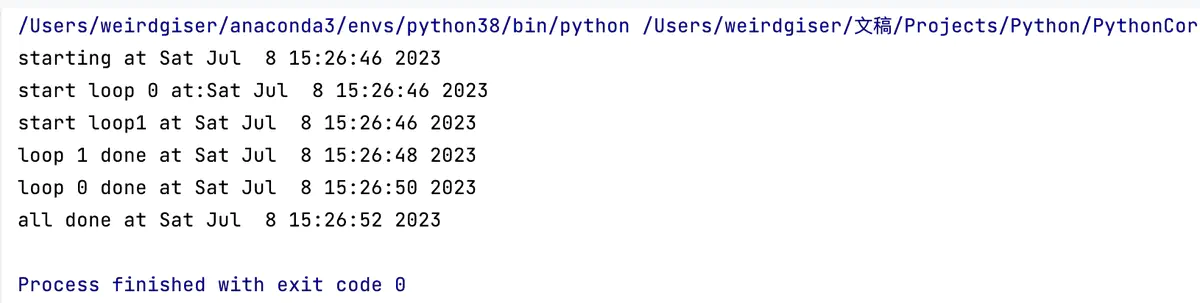 /Users/weirdgiser/anaconda3/envs/python38/bin/python /Users/weirdgiser/文稿/Projects/Python/PythonCor
starting at Sat Jul  8 15:26:46 2023
start loop 0 at:Sat Jul  8 15:26:46 2023
start loop1 at Sat Jul  8 15:26:46 2023
loop 1 done at Sat Jul  8 15:26:48 2023
loop 0 done at Sat Jul  8 15:26:50 2023
all done at Sat Jul  8 15:26:52 2023
Process finished with exit code 0